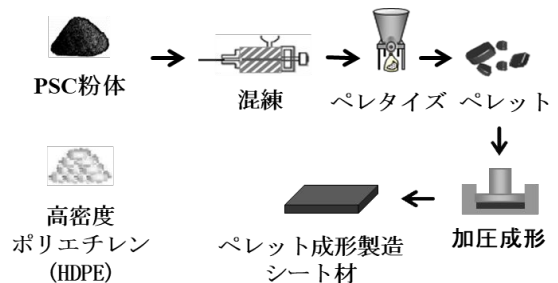 PSC粉体
混練
ペレタイズ
ペレット
高密度
ポリエチレン
(HDPE)
ペレット成形製造
シート材
加圧成形